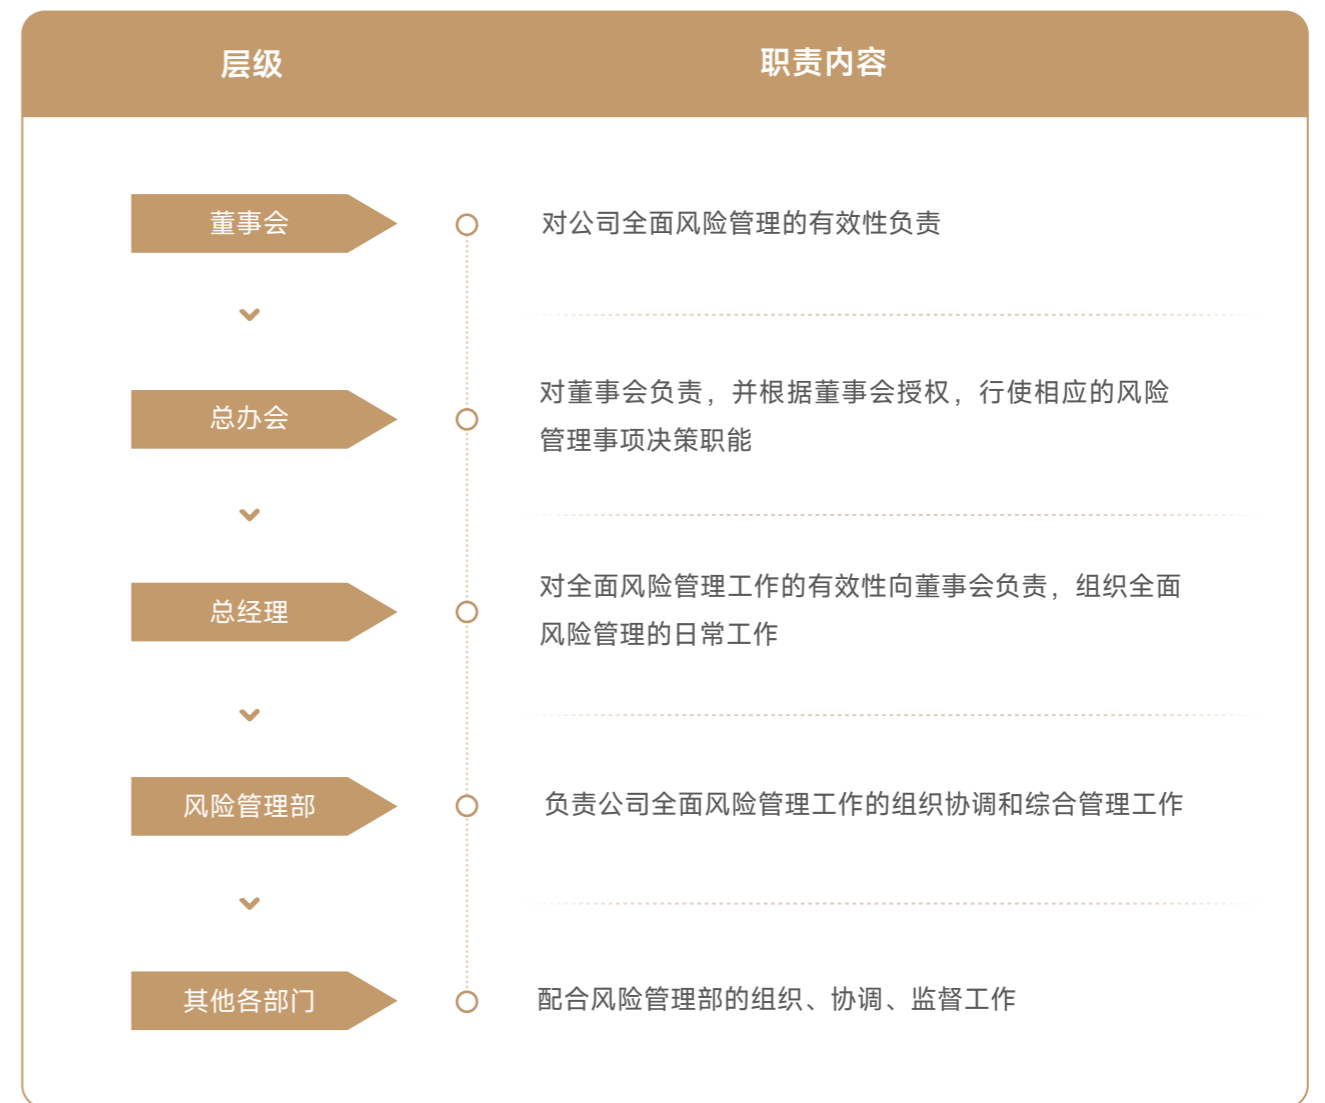 层级
职责内容
董事会
对公司全面风险管理的有效性负责
总办会
对董事会负责，并根据董事会授权，行使相应的风险
管理事项决策职能
总经理
对全面风险管理工作的有效性向董事会负责，组织全面
风险管理的日常工作
风险管理部
负责公司全面风险管理工作的组织协调和综合管理工作
其他各部门
配合风险管理部的组织、协调、监督工作